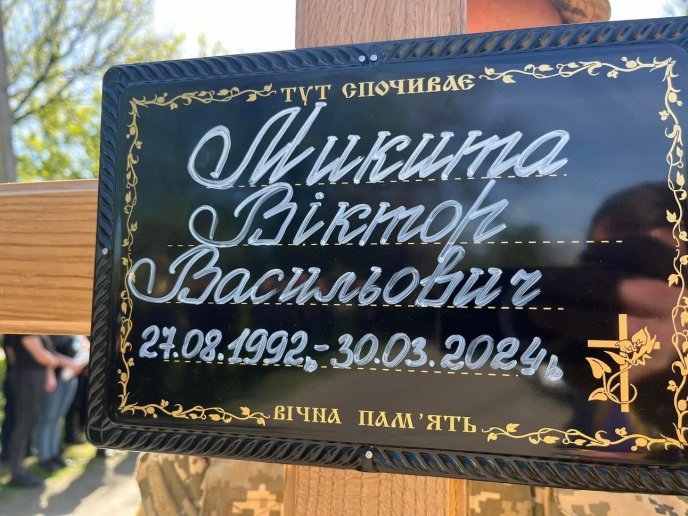 ТУТ СПОЧИВАЄ
Микита
Віктор
Васильович
27.08.1992р.-30.03.2024р.
ВІЧНА ПАМ'ЯТЬ